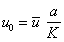 u₀ = u̅ a/K